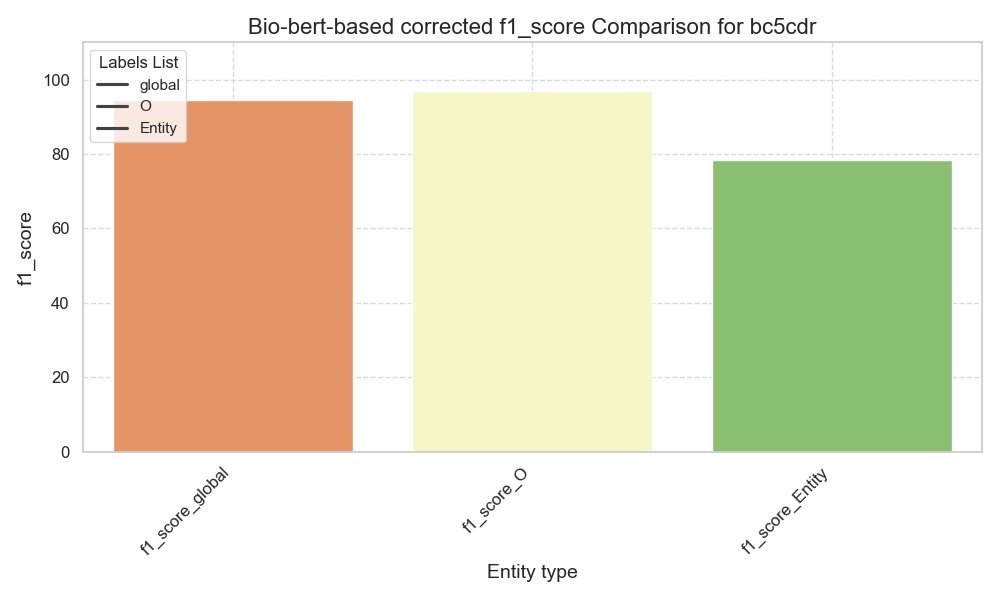 Bio-bert-based corrected f1_score Comparison for bc5cdr
Labels List
global
O
Entity
100
80
60
40
20
0
f1_score
f1_score_global
f1_score_O
f1_score_Entity
Entity type